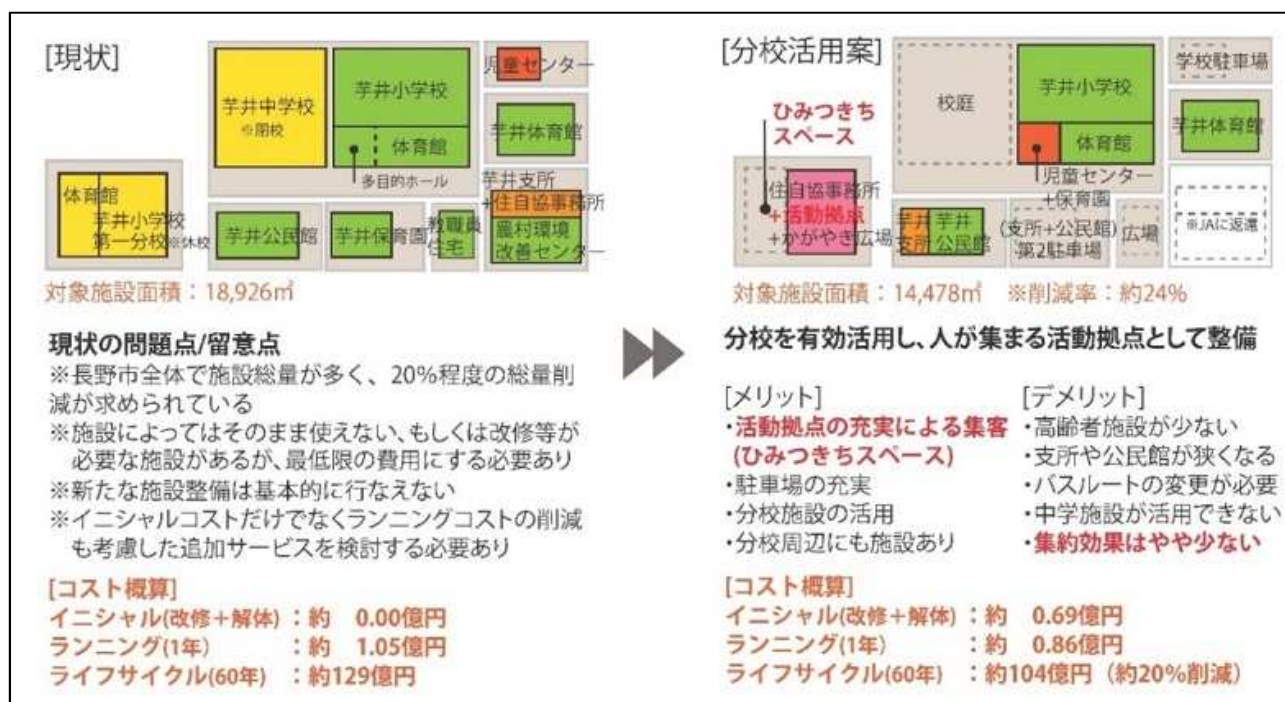 [現状]
芋井中学校
※閉校
芋井小学校
体育館
多目的ホール
児童センター
芋井体育館
体育館
芋井小学校
第一分校※休校
芋井公民館
芋井保育園
教職員
住宅
芋井支所
+住自協事務所
農村環境
改善センター
対象施設面積：18,926㎡
現状の問題点/留意点
※長野市全体で施設総量が多く、20%程度の総量削
減が求められている
※施設によってはそのまま使えない、もしくは改修等が
必要な施設があるが、最低限の費用にする必要あり
※新たな施設整備は基本的に行なえない
※イニシャルコストだけでなくランニングコストの削減
も考慮した追加サービスを検討する必要あり
[コスト概算]
イニシャル(改修＋解体)：約 0.00億円
ランニング(1年)：約 1.05億円
ライフサイクル(60年)：約129億円
[分校活用案]
ひみつきち
スペース
校庭
芋井小学校
体育館
児童センター
+保育園
学校駐車場
芋井体育館
住自協事務所
+活動拠点
+かがやき広場
芋井
支所
芋井
公民館
(支所+公民館)
第2駐車場
広場
※JAに返還
対象施設面積：14,478㎡ ※削減率：約24%
分校を有効活用し、人が集まる活動拠点として整備
[メリット]
・活動拠点の充実による集客
(ひみつきちスペース)
・駐車場の充実
・分校施設の活用
・分校周辺にも施設あり
[デメリット]
・高齢者施設が少ない
・支所や公民館が狭くなる
・バスルートの変更が必要
・中学施設が活用できない
・集約効果はやや少ない
[コスト概算]
イニシャル(改修＋解体)：約 0.69億円
ランニング(1年)：約 0.86億円
ライフサイクル(60年)：約104億円（約20%削減）